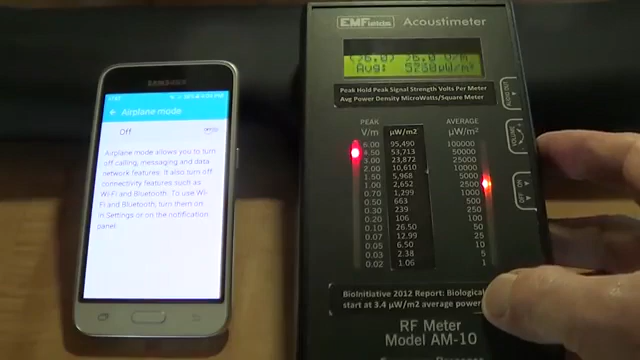 SAMSUNG
Airplane mode
Off
Airplane mode allows you to turn
off calling, messaging and data
network features. It also turn off
connectivity features such as
Wi-Fi and Bluetooth. To use Wi-
Fi and Bluetooth, turn them on
in Settings or on the notification
panel.
EMFields Acoustimeter
(>6.0) >6.0 V/m
Peak Hold Peak Signal Strength Volts Per Meter
Avg Power Density MicroWatts/Square Meter
PEAK AVERAGE
V/m µW/m2 µW/m²
6.00 95,490 100000
4.50 53,713 50000
3.00 23,872 25000
2.00 10,610 10000
1.50 5,968 5000
1.00 2,652 2500
0.70 1,299 1000
0.50 663 500
0.30 239 250
0.20 106 100
0.10 26.50 50
0.07 12.99 25
0.05 6.50 10
0.03 2.38 5
0.02 1.06 1
VOLUME
BioInitiative 2012 Report: Biological
start at 3.4 µW/m2 average power
RF Meter
Model AM-10